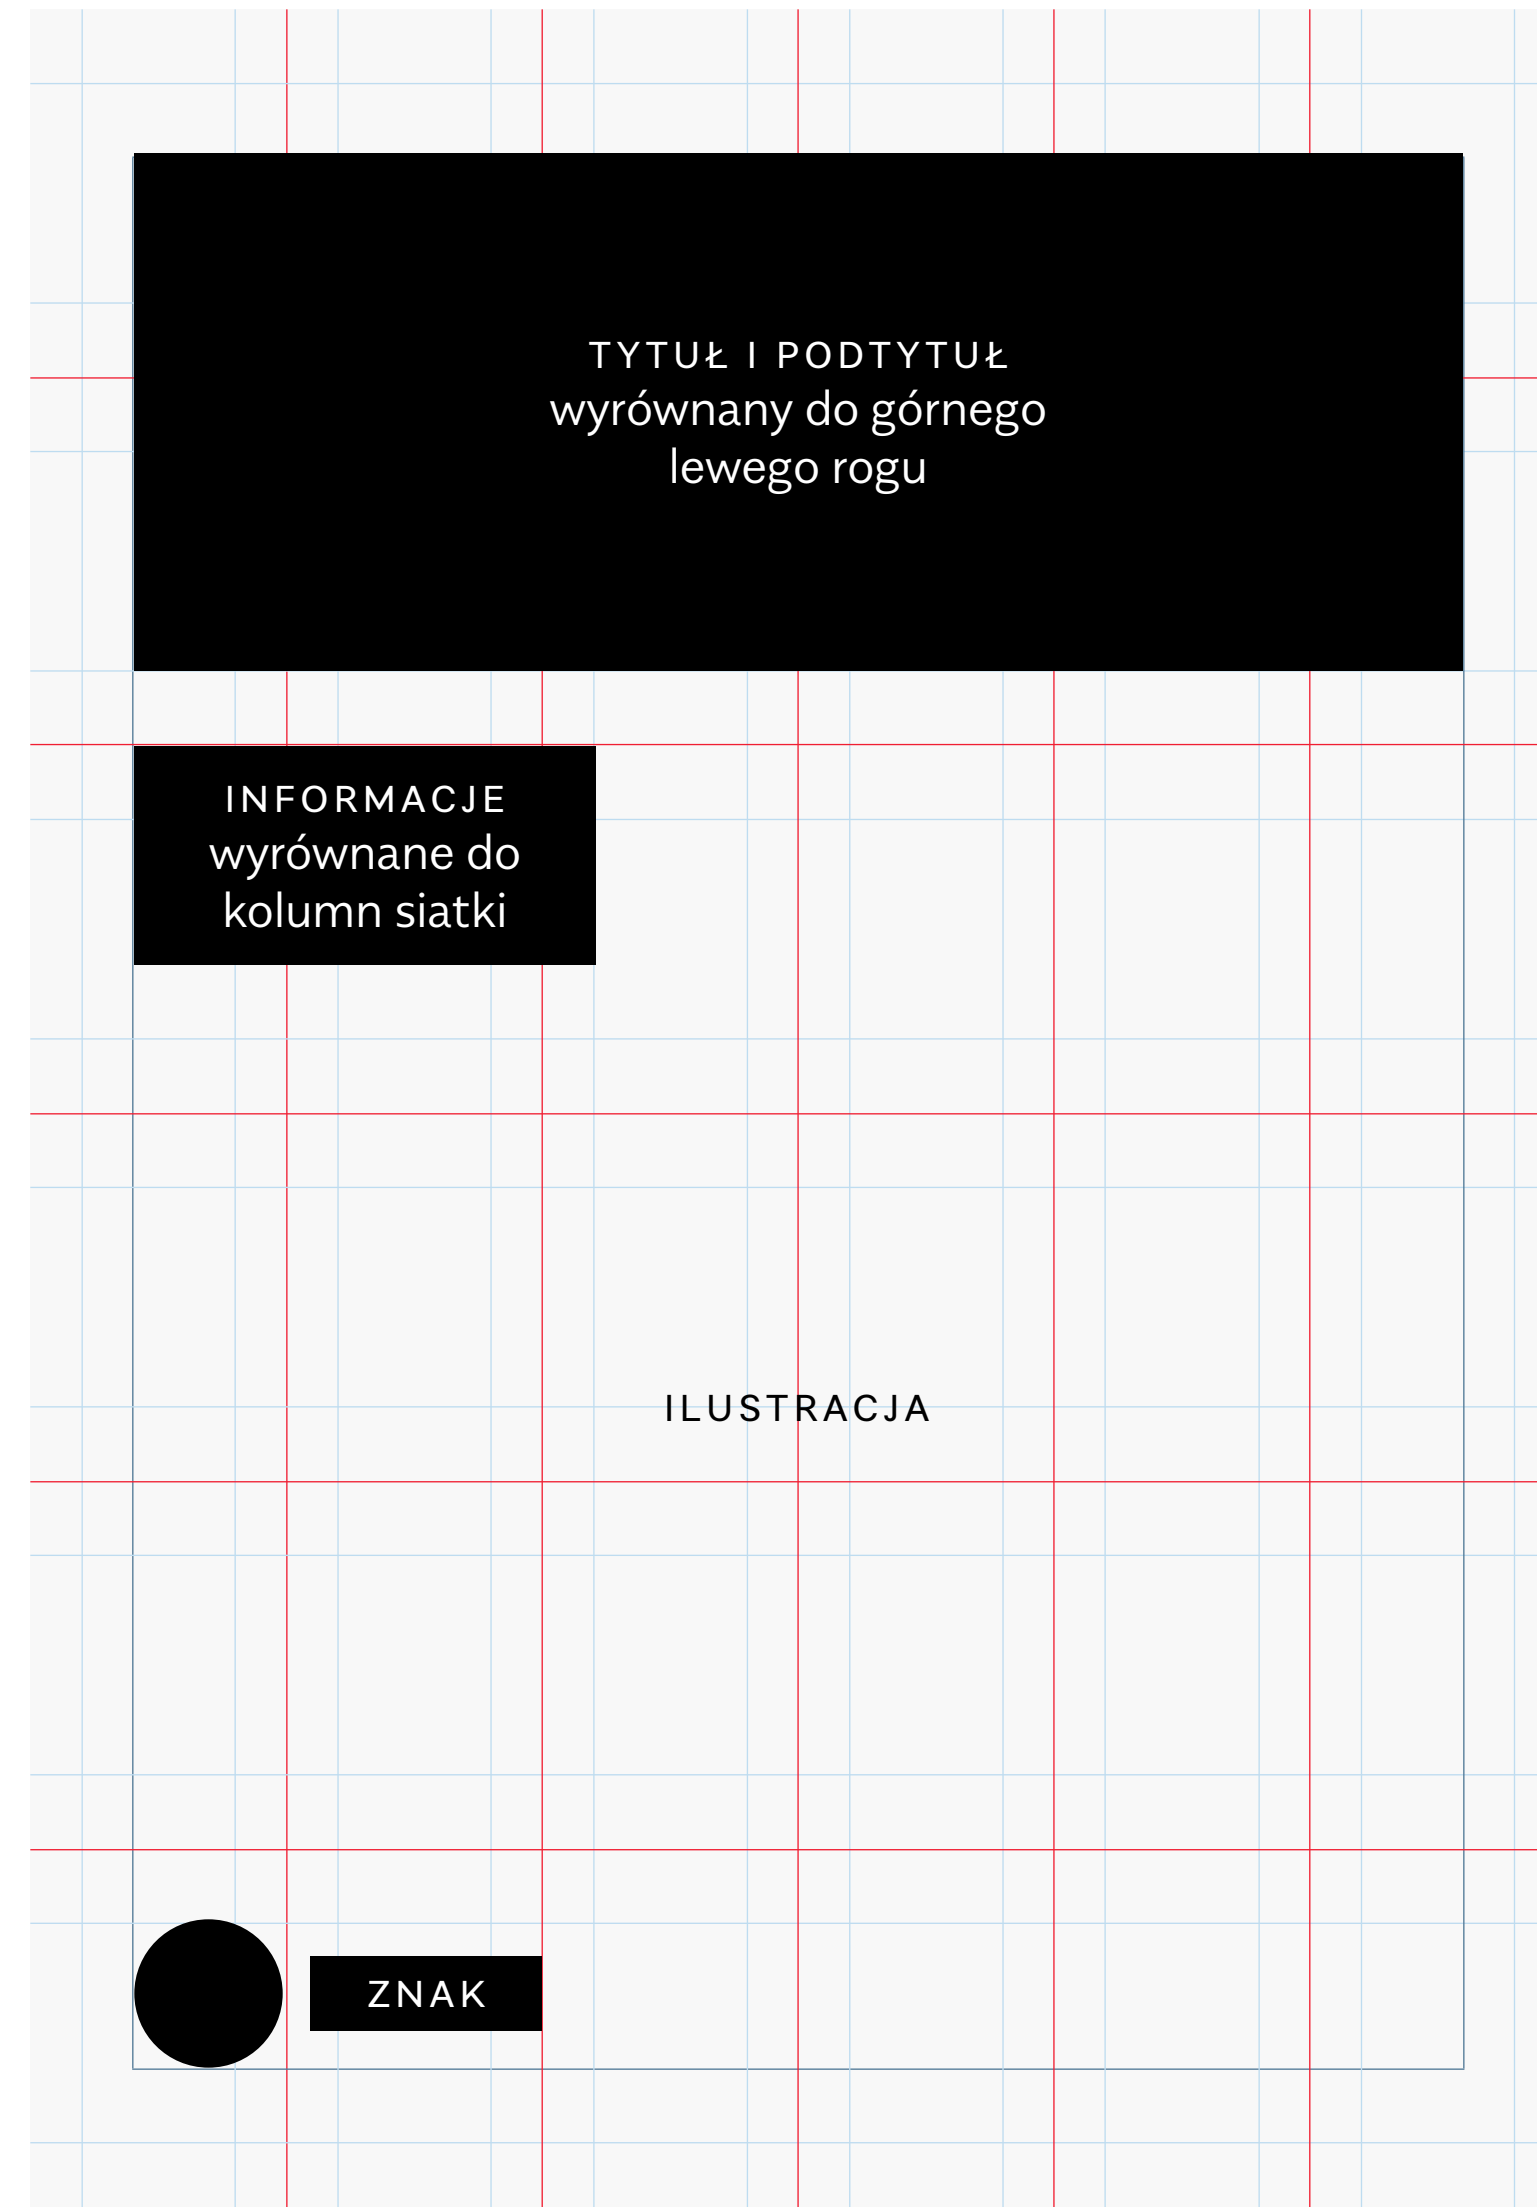 TYTUŁ I PODTYTUŁ
wyrównany do górnego
lewego rogu
INFORMACJE
wyrównane do
kolumn siatki
ILUSTRACJA
ZNAK